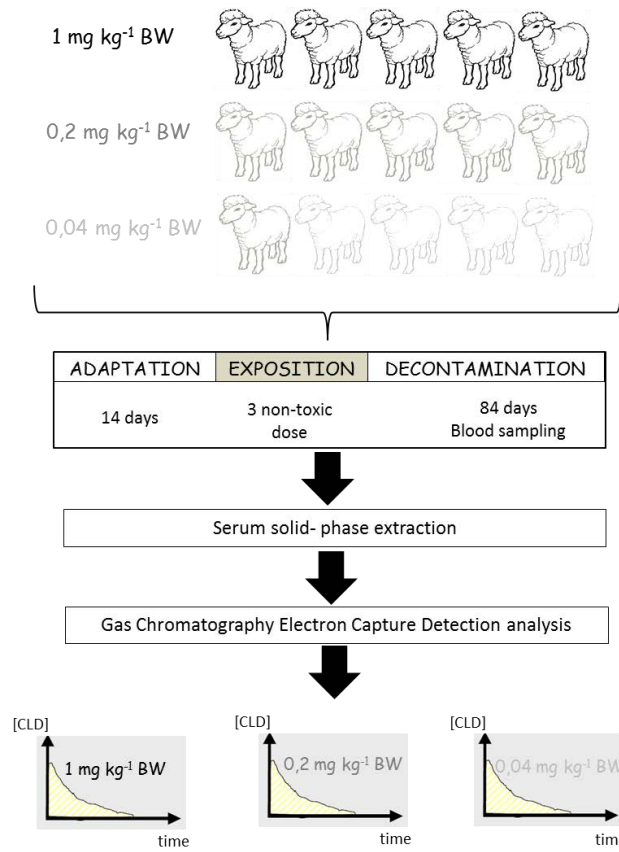 1 mg kg⁻¹ BW
0,2 mg kg⁻¹ BW
0,04 mg kg⁻¹ BW
ADAPTATION EXPOSITION DECONTAMINATION
14 days
3 non-toxic
dose
84 days
Blood sampling
Serum solid- phase extraction
Gas Chromatography Electron Capture Detection analysis
[CLD]
1 mg kg⁻¹ BW
time
[CLD]
0,2 mg kg⁻¹ BW
time
[CLD]
0,04 mg kg⁻¹ BW
time